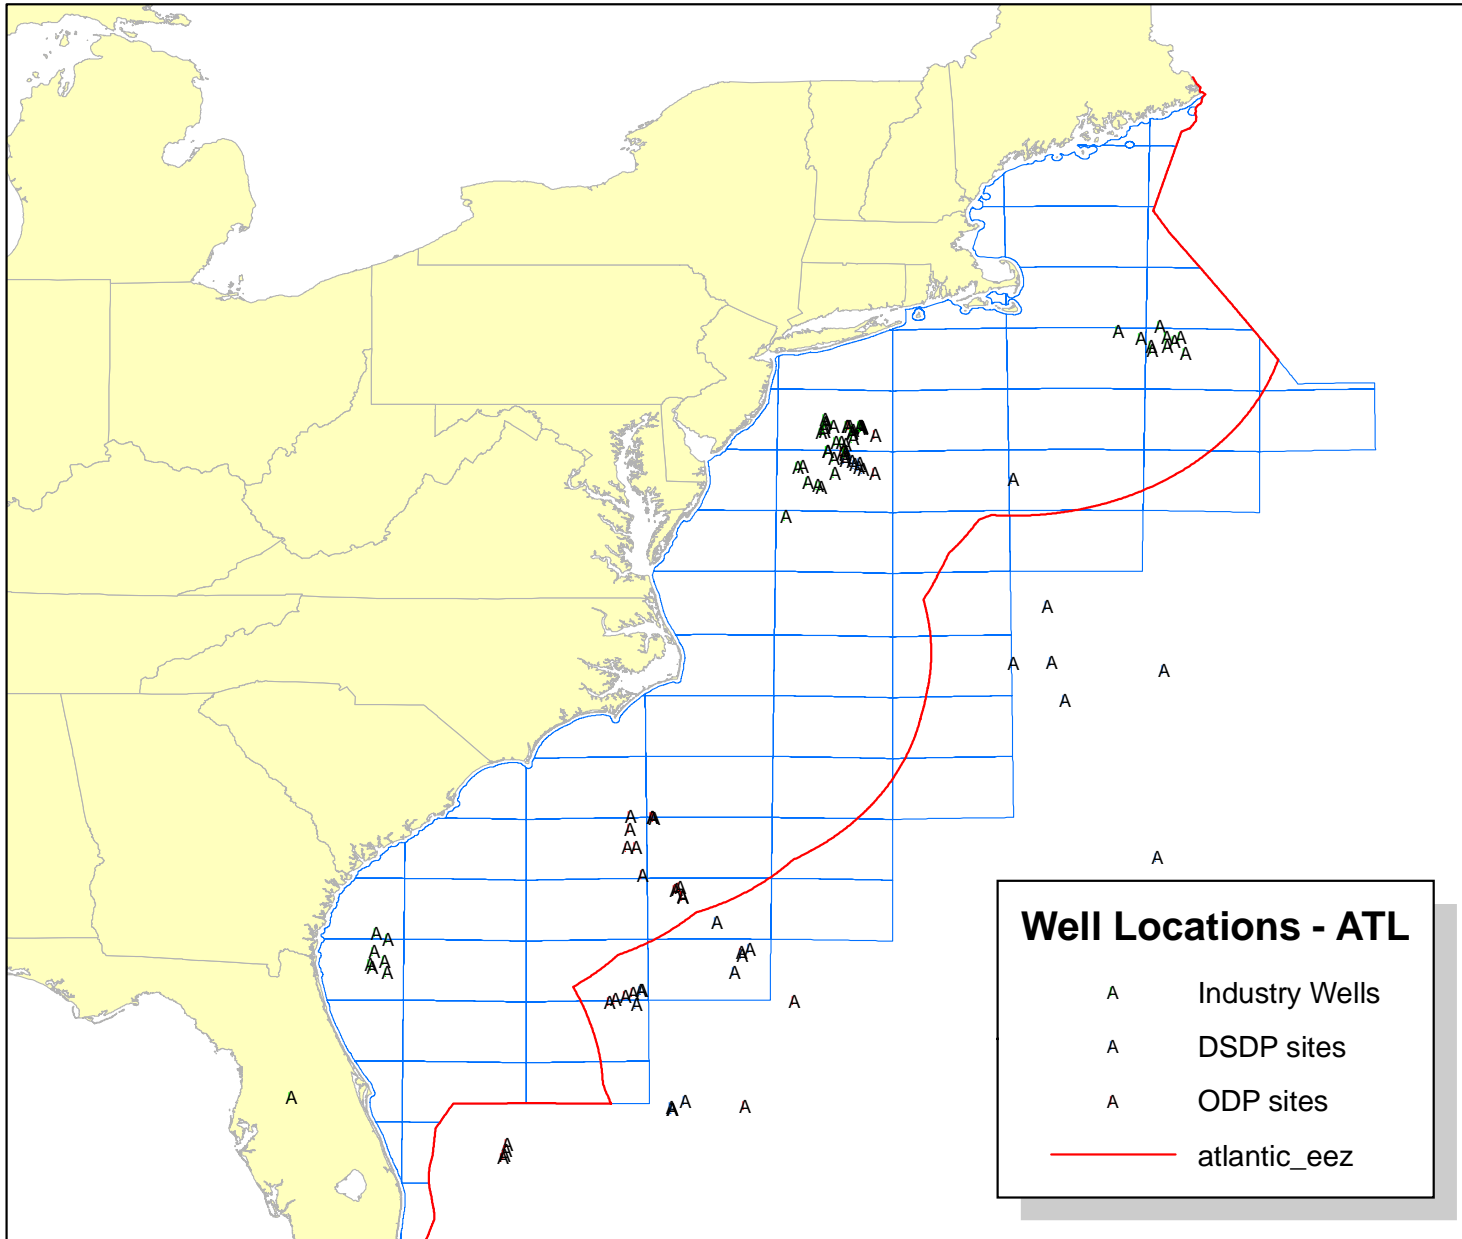 Well Locations - ATL
A Industry Wells
A DSDP sites
A ODP sites
atlantic_eez